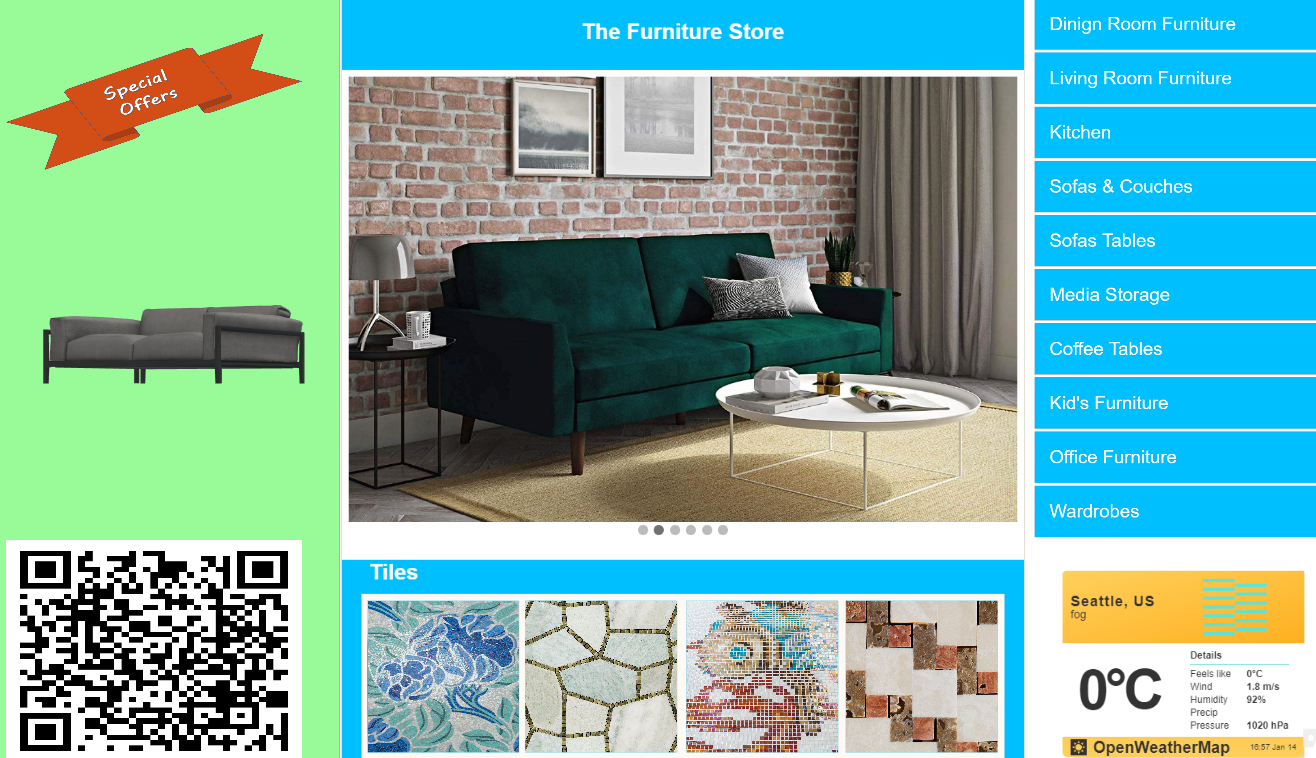 Special
Offers
The Furniture Store
Tiles
Dinign Room Furniture
Living Room Furniture
Kitchen
Sofas & Couches
Sofas Tables
Media Storage
Coffee Tables
Kid's Furniture
Office Furniture
Wardrobes
Seattle, US
fog
0°C
Details
Feels like 0°C
Wind 1.8 m/s
Humidity 92%
Precip
Pressure 1020 hPa
OpenWeatherMap 16:57 Jan 14